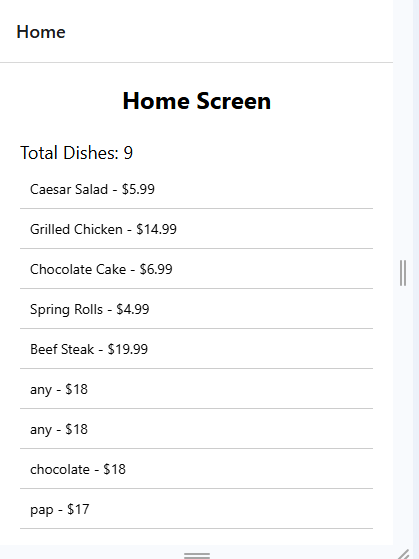 Home
Home Screen
Total Dishes: 9
Caesar Salad - $5.99
Grilled Chicken - $14.99
Chocolate Cake - $6.99
Spring Rolls - $4.99
Beef Steak - $19.99
any - $18
any - $18
chocolate - $18
pap - $17